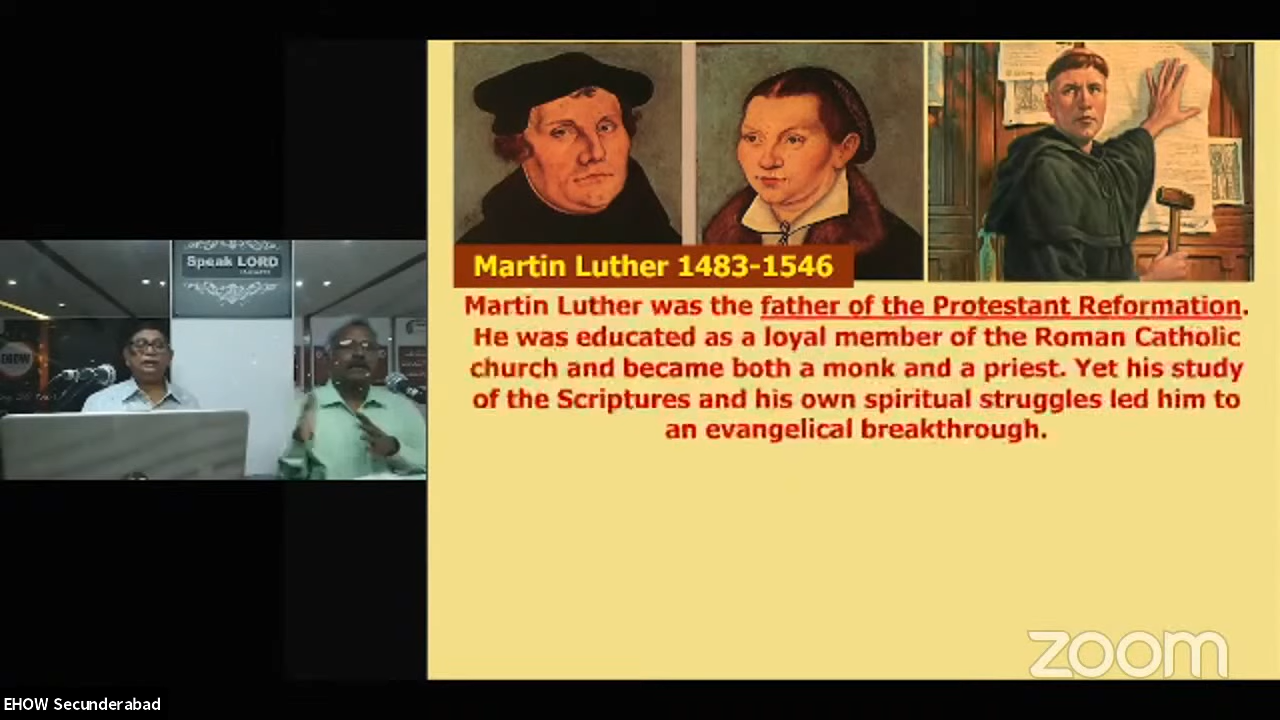 Speak LORD
EHOW
Martin Luther 1483-1546
Martin Luther was the father of the Protestant Reformation.
He was educated as a loyal member of the Roman Catholic
church and became both a monk and a priest. Yet his study
of the Scriptures and his own spiritual struggles led him to
an evangelical breakthrough.
zoom
EHOW Secunderabad